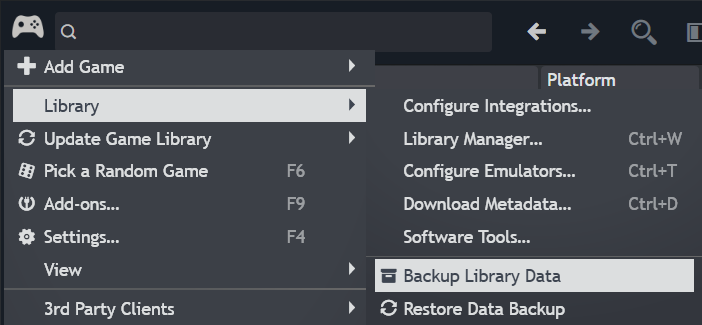 Add Game
Library
Update Game Library
Pick a Random Game F6
Add-ons... F9
Settings... F4
View
3rd Party Clients
Platform
Configure Integrations...
Library Manager... Ctrl+W
Configure Emulators... Ctrl+T
Download Metadata... Ctrl+D
Software Tools...
Backup Library Data
Restore Data Backup